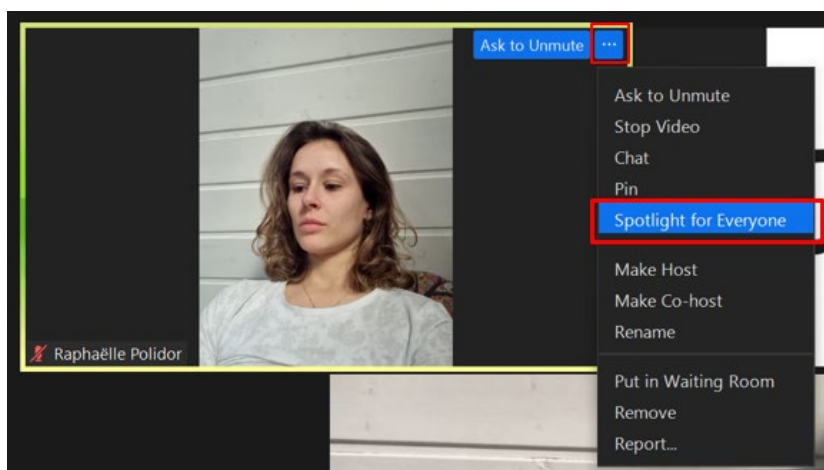 Ask to Unmute ...
Ask to Unmute
Stop Video
Chat
Pin
Spotlight for Everyone
Make Host
Make Co-host
Rename
Raphaëlle Polidor
Put in Waiting Room
Remove
Report...